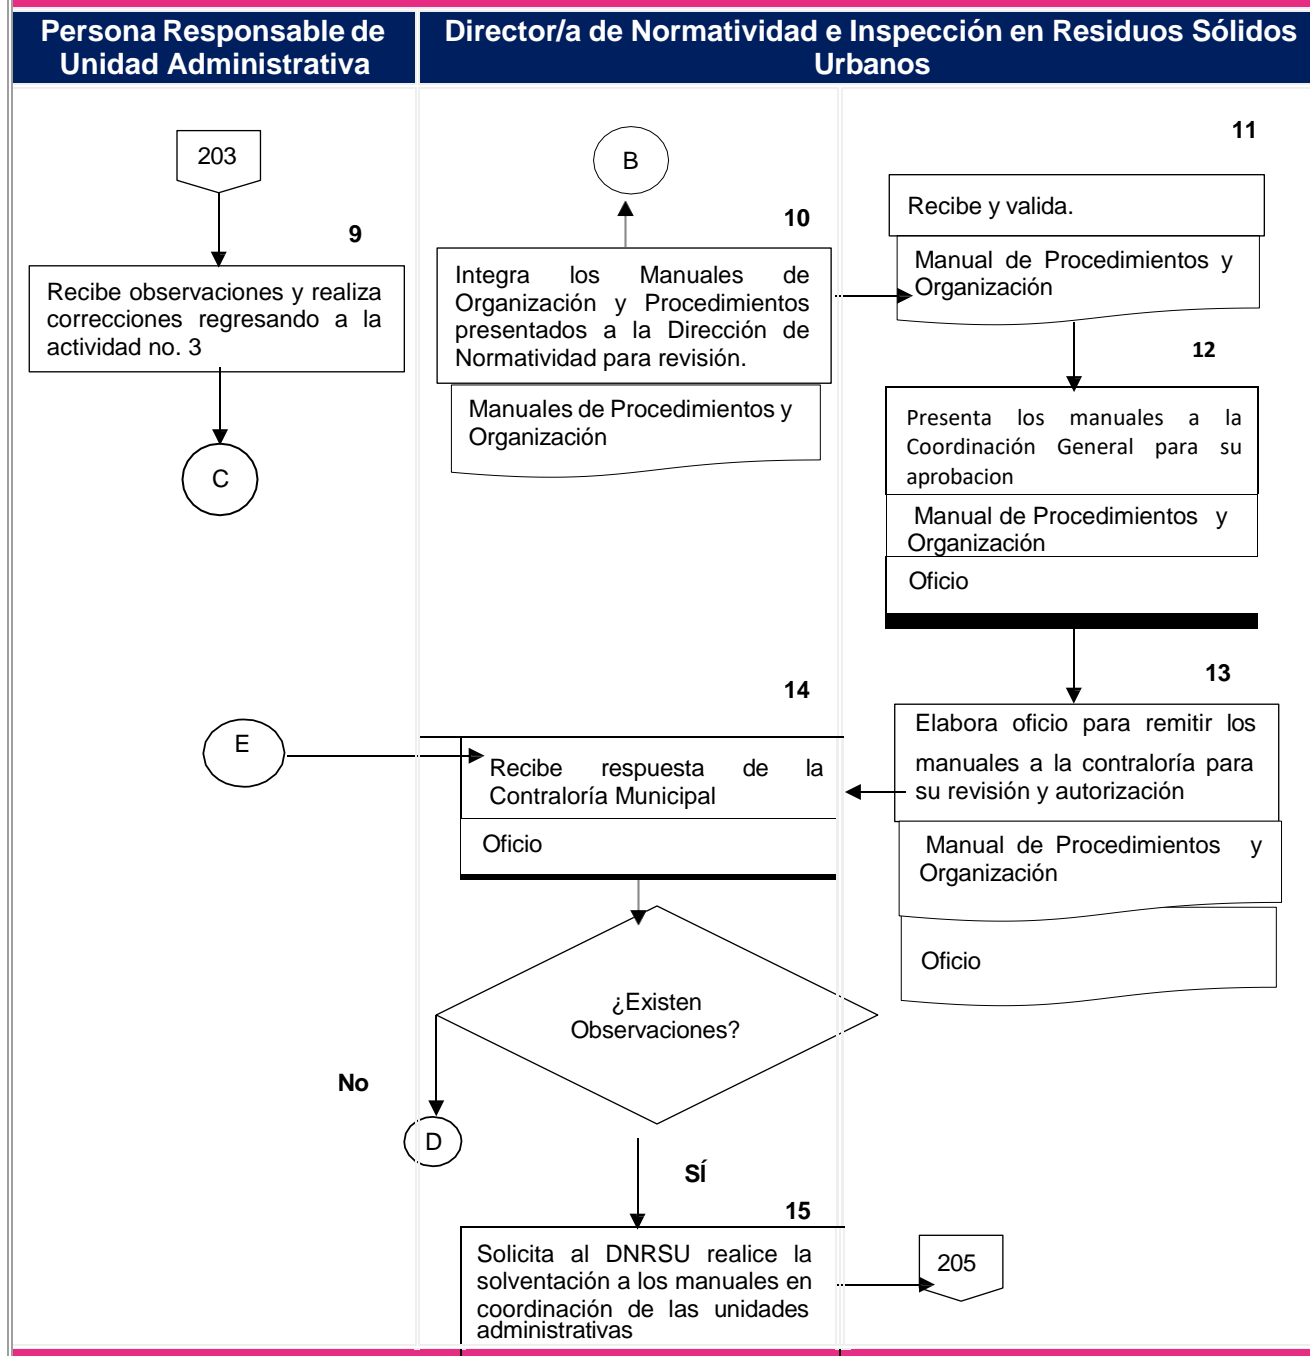 Persona Responsable de
Unidad Administrativa
Director/a de Normatividad e Inspección en Residuos Sólidos
Urbanos
203
9
Recibe observaciones y realiza
correcciones regresando a la
actividad no. 3
C
B
10
Integra los Manuales de
Organización y Procedimientos
presentados a la Dirección de
Normatividad para revisión.
Manuales de Procedimientos y
Organización
11
Recibe y valida.
Manual de Procedimientos y
Organización
12
Presenta los manuales a la
Coordinación General para su
aprobacion
Manual de Procedimientos y
Organización
Oficio
13
Elabora oficio para remitir los
manuales a la contraloría para
su revisión y autorización
Manual de Procedimientos y
Organización
Oficio
14
E
Recibe respuesta de la
Contraloría Municipal
Oficio
¿Existen
Observaciones?
No
D
SÍ
15
Solicita al DNRSU realice la
solventación a los manuales en
coordinación de las unidades
administrativas
205